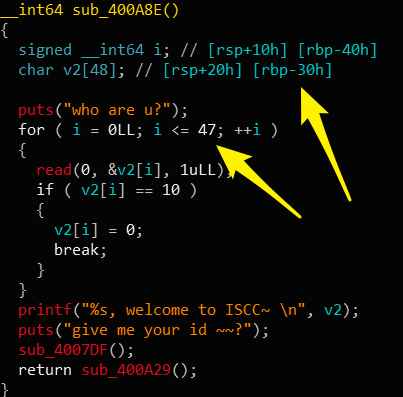 __int64 sub_400A8E()
{
  signed __int64 i; // [rsp+10h] [rbp-40h]
  char v2[48]; // [rsp+20h] [rbp-30h]

  puts("who are u?");
  for ( i = 0LL; i <= 47; ++i )
  {
    read(0, &v2[i], 1uLL);
    if ( v2[i] == 10 )
    {
      v2[i] = 0;
      break;
    }
  }
  printf("%s, welcome to ISCC~ \n", v2);
  puts("give me your id ~~?");
  sub_4007DF();
  return sub_400A29();
}